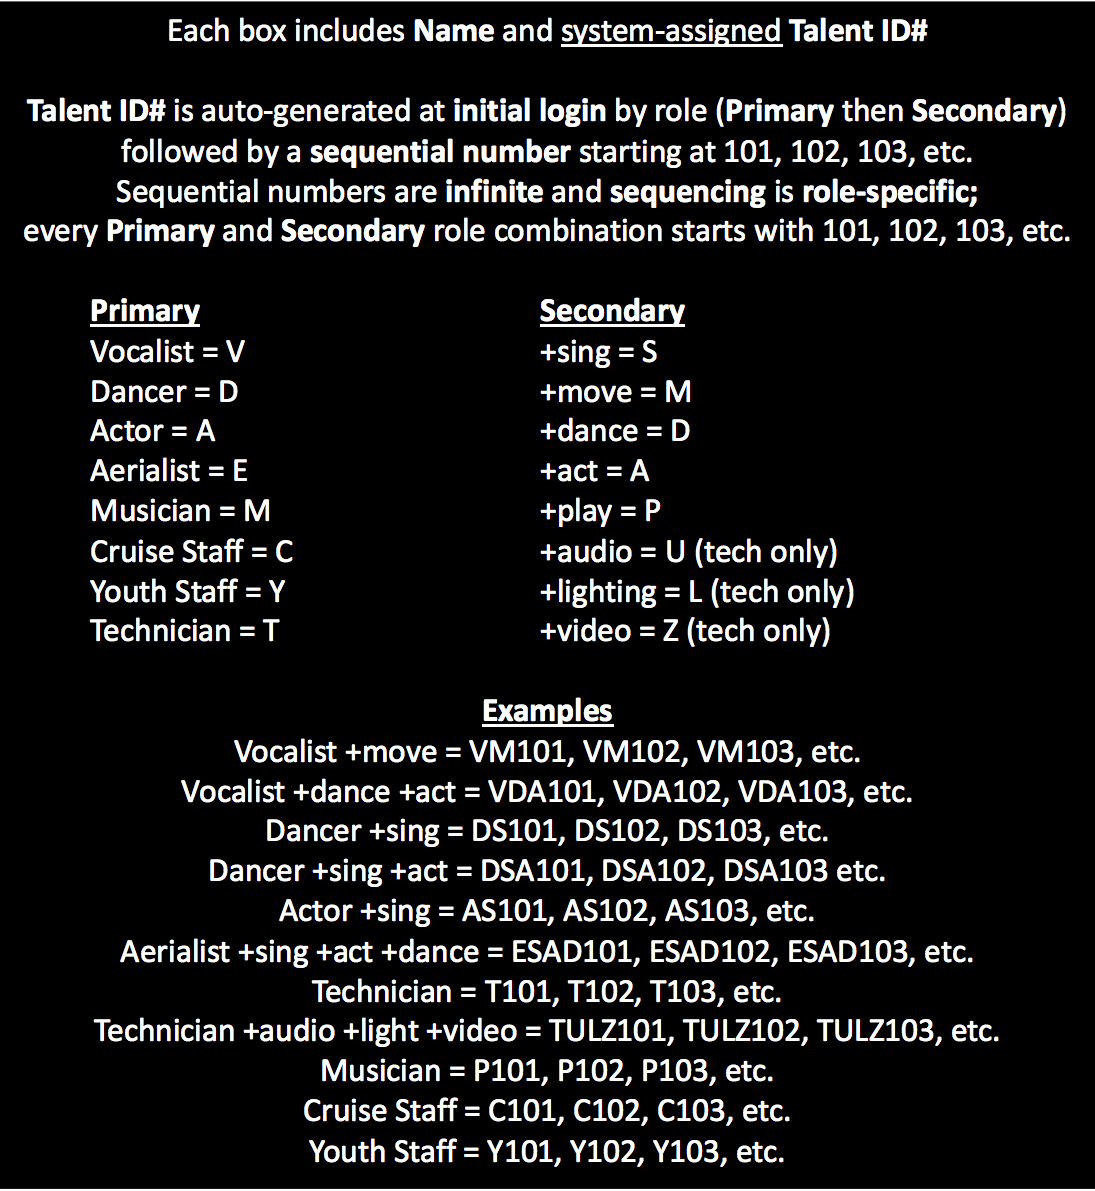 Each box includes Name and system-assigned Talent ID#
Talent ID# is auto-generated at initial login by role (Primary then Secondary)
followed by a sequential number starting at 101, 102, 103, etc.
Sequential numbers are infinite and sequencing is role-specific;
every Primary and Secondary role combination starts with 101, 102, 103, etc.
Primary
Vocalist = V
Dancer = D
Actor = A
Aerialist = E
Musician = M
Cruise Staff = C
Youth Staff = Y
Technician = T
Secondary
+sing = S
+move = M
+dance = D
+act = A
+play = P
+audio = U (tech only)
+lighting = L (tech only)
+video = Z (tech only)
Examples
Vocalist +move = VM101, VM102, VM103, etc.
Vocalist +dance +act = VDA101, VDA102, VDA103, etc.
Dancer +sing = DS101, DS102, DS103, etc.
Dancer +sing +act = DSA101, DSA102, DSA103 etc.
Actor +sing = AS101, AS102, AS103, etc.
Aerialist +sing +act +dance = ESAD101, ESAD102, ESAD103, etc.
Technician = T101, T102, T103, etc.
Technician +audio +light +video = TULZ101, TULZ102, TULZ103, etc.
Musician = P101, P102, P103, etc.
Cruise Staff = C101, C102, C103, etc.
Youth Staff = Y101, Y102, Y103, etc.